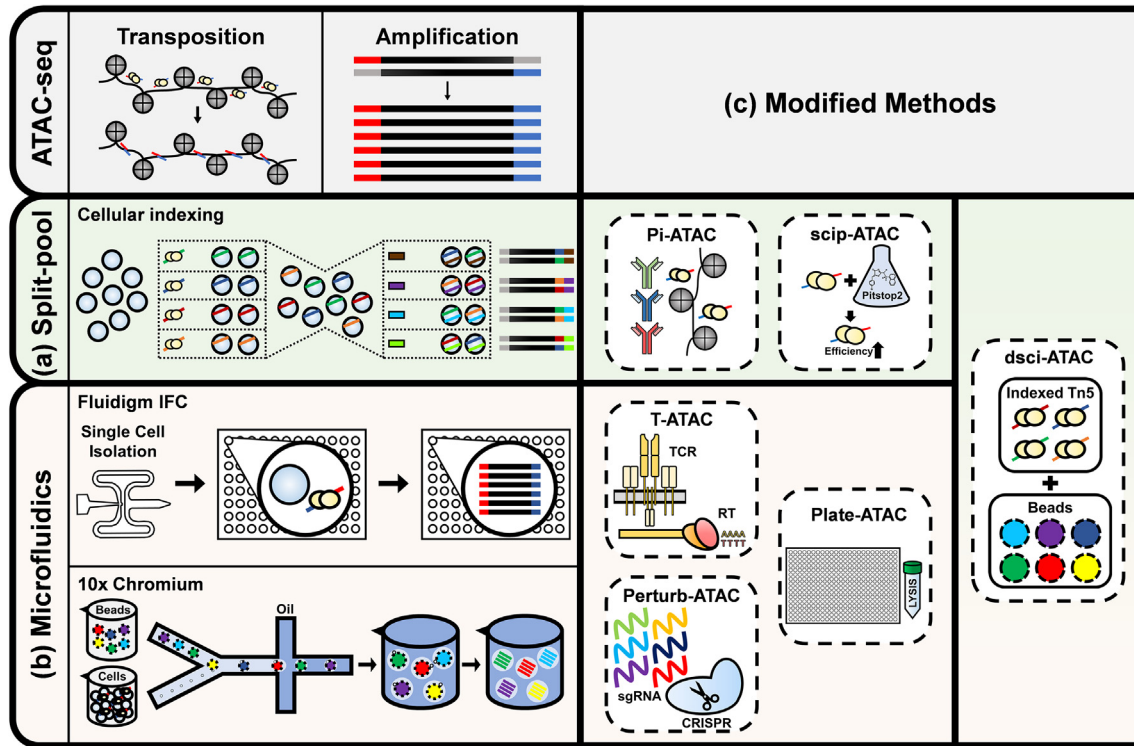 ATAC-seq
Transposition
Amplification
(c) Modified Methods
(a) Split-pool
Cellular indexing
Pi-ATAC
scip-ATAC
+
Pitstop2
Efficiency
dsci-ATAC
Indexed Tn5
+
Beads
(b) Microfluidics
Fluidigm IFC
Single Cell
Isolation
T-ATAC
TCR
RT
AAAA
TTTT
Plate-ATAC
LYSIS
10x Chromium
Beads
Cells
Oil
Perturb-ATAC
sgRNA
CRISPR